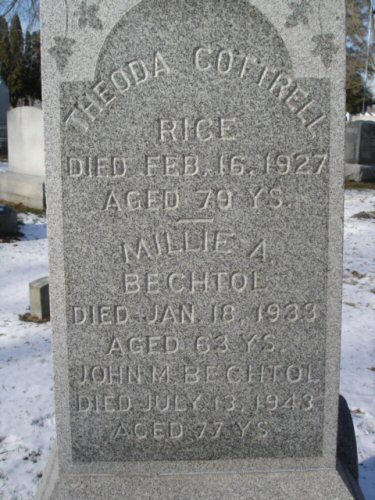 THEODA COTTRELL
RICE
DIED FEB. 16, 1927
AGED 79 YS.
MILLIE A.
BECHTOL
DIED JAN. 18, 1933
AGED 63 YS.
JOHN M. BECHTOL
DIED JULY 13, 1943
AGED 77 YS